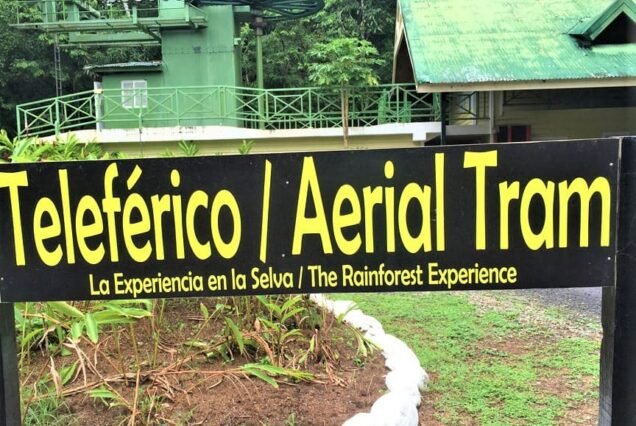 Teleférico / Aerial Tram
La Experiencia en la Selva / The Rainforest Experience